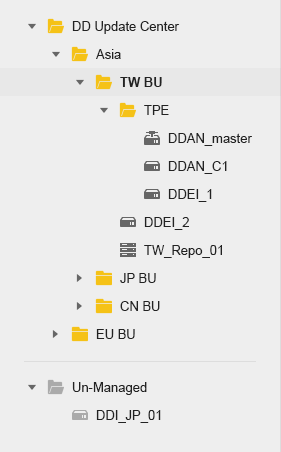 DD Update Center
Asia
TW BU
TPE
DDAN_master
DDAN_C1
DDEI_1
DDEI_2
TW_Repo_01
JP BU
CN BU
EU BU
Un-Managed
DDI_JP_01